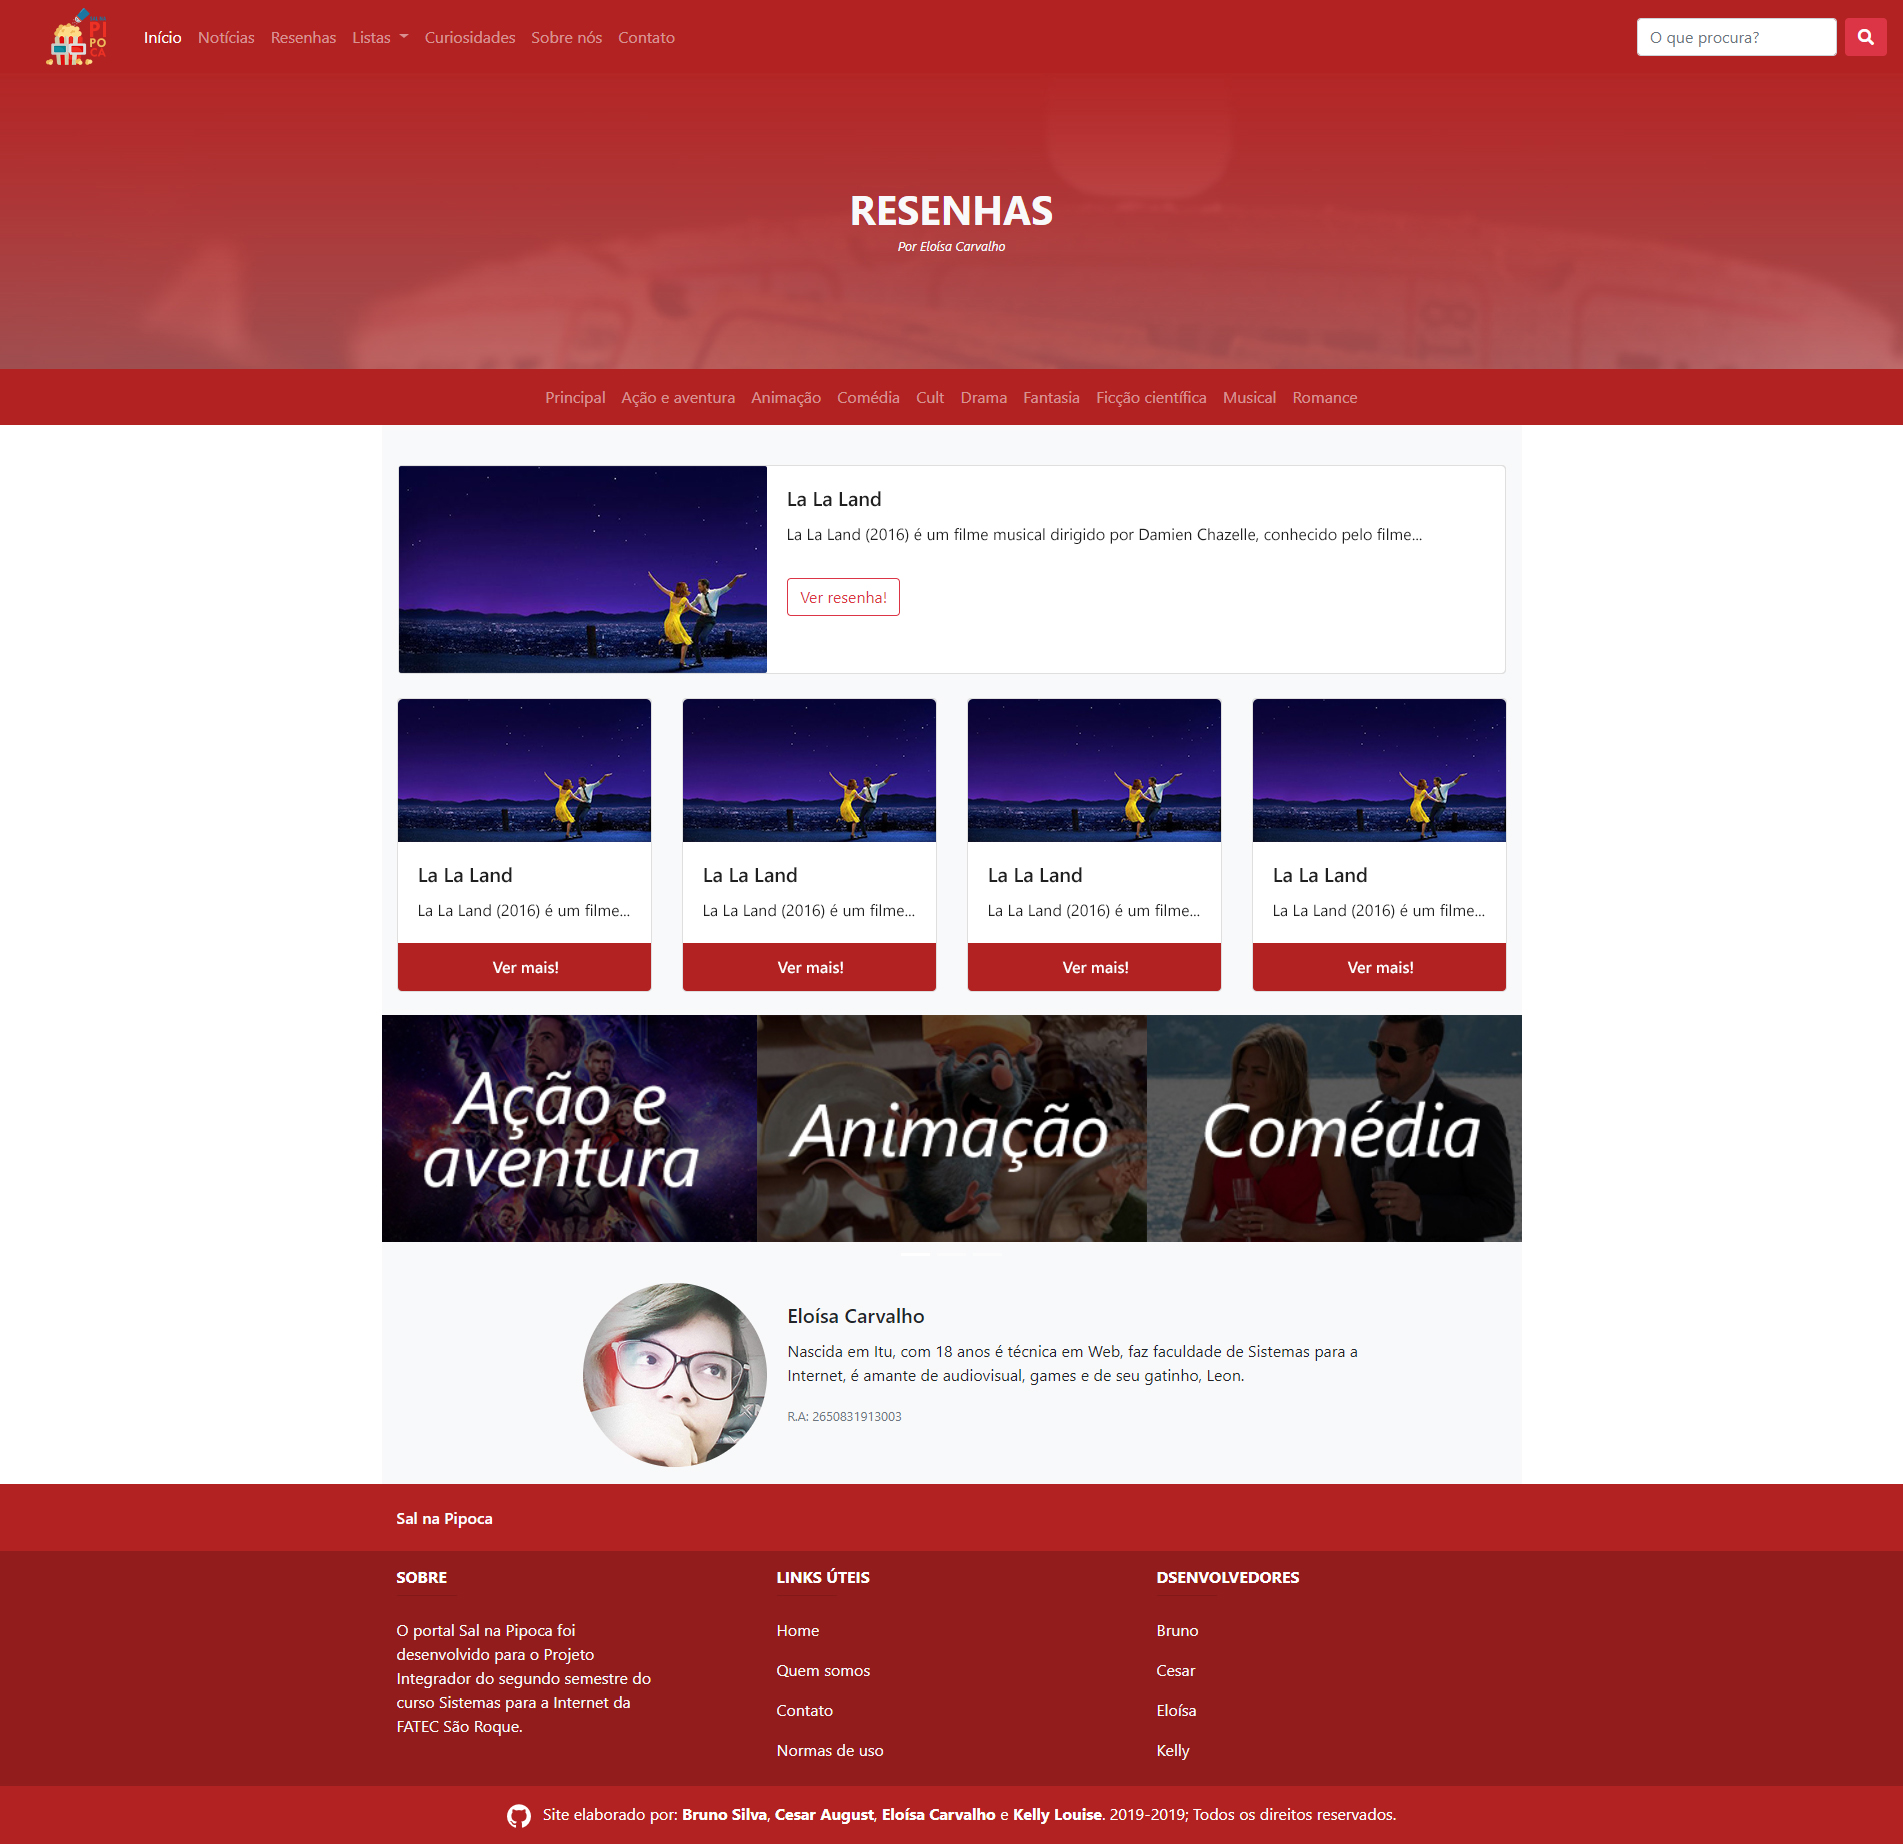 PI
PO
CA
Início Notícias Resenhas Listas Curiosidades Sobre nós Contato
O que procura?
RESENHAS
Por Eloísa Carvalho
Principal Ação e aventura Animação Comédia Cult Drama Fantasia Ficção científica Musical Romance
La La Land
La La Land (2016) é um filme musical dirigido por Damien Chazelle, conhecido pelo filme...
Ver resenha!
La La Land
La La Land (2016) é um filme...
Ver mais!
La La Land
La La Land (2016) é um filme...
Ver mais!
La La Land
La La Land (2016) é um filme...
Ver mais!
La La Land
La La Land (2016) é um filme...
Ver mais!
Ação e
aventura
Animação
Comédia
Eloísa Carvalho
Nascida em Itu, com 18 anos é técnica em Web, faz faculdade de Sistemas para a
Internet, é amante de audiovisual, games e de seu gatinho, Leon.
R.A: 2650831913003
Sal na Pipoca
SOBRE
O portal Sal na Pipoca foi
desenvolvido para o Projeto
Integrador do segundo semestre do
curso Sistemas para a Internet da
FATEC São Roque.
LINKS ÚTEIS
Home
Quem somos
Contato
Normas de uso
DSENVOLVEDORES
Bruno
Cesar
Eloísa
Kelly
Site elaborado por: Bruno Silva, Cesar August, Eloísa Carvalho e Kelly Louise. 2019-2019; Todos os direitos reservados.